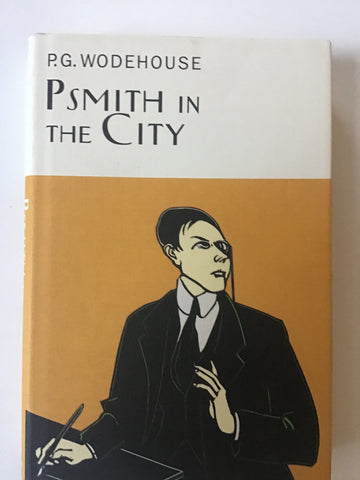 P.G. WODEHOUSE
PSMITH IN
THE CITY